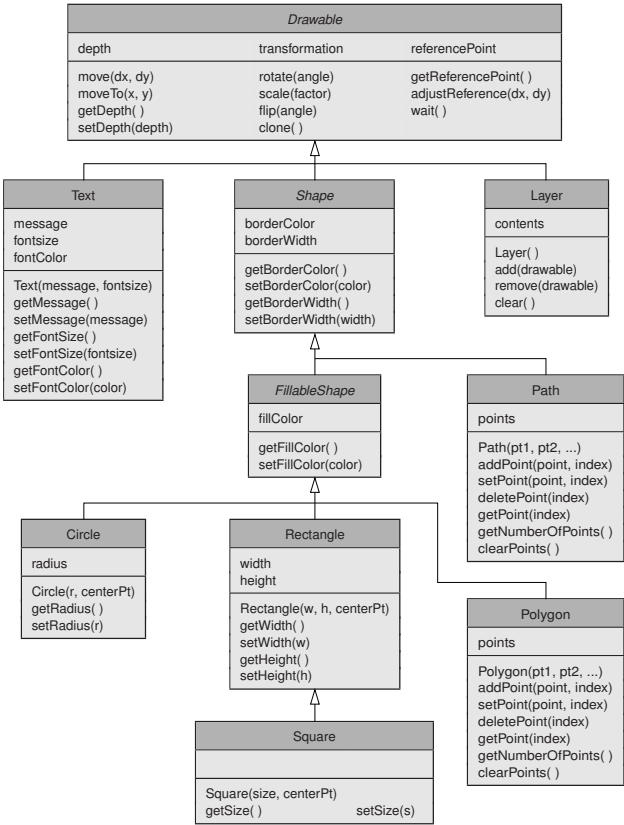 Drawable
depth transformation referencePoint
move(dx, dy) rotate(angle) getReferencePoint( )
moveTo(x, y) scale(factor) adjustReference(dx, dy)
getDepth( ) flip(angle) wait( )
setDepth(depth) clone( )
Text
message
fontsize
fontColor
Text(message, fontsize)
getMessage( )
setMessage(message)
getFontSize( )
setFontSize(fontsize)
getFontColor( )
setFontColor(color)
Shape
borderColor
borderWidth
getBorderColor( )
setBorderColor(color)
getBorderWidth( )
setBorderWidth(width)
Layer
contents
Layer( )
add(drawable)
remove(drawable)
clear( )
FillableShape
fillColor
getFillColor( )
setFillColor(color)
Path
points
Path(pt1, pt2, ...)
addPoint(point, index)
setPoint(point, index)
deletePoint(index)
getPoint(index)
getNumberOfPoints( )
clearPoints( )
Circle
radius
Circle(r, centerPt)
getRadius( )
setRadius(r)
Rectangle
width
height
Rectangle(w, h, centerPt)
getWidth( )
setWidth(w)
getHeight( )
setHeight(h)
Polygon
points
Polygon(pt1, pt2, ...)
addPoint(point, index)
setPoint(point, index)
deletePoint(index)
getPoint(index)
getNumberOfPoints( )
clearPoints( )
Square
Square(size, centerPt)
getSize( ) setSize(s)